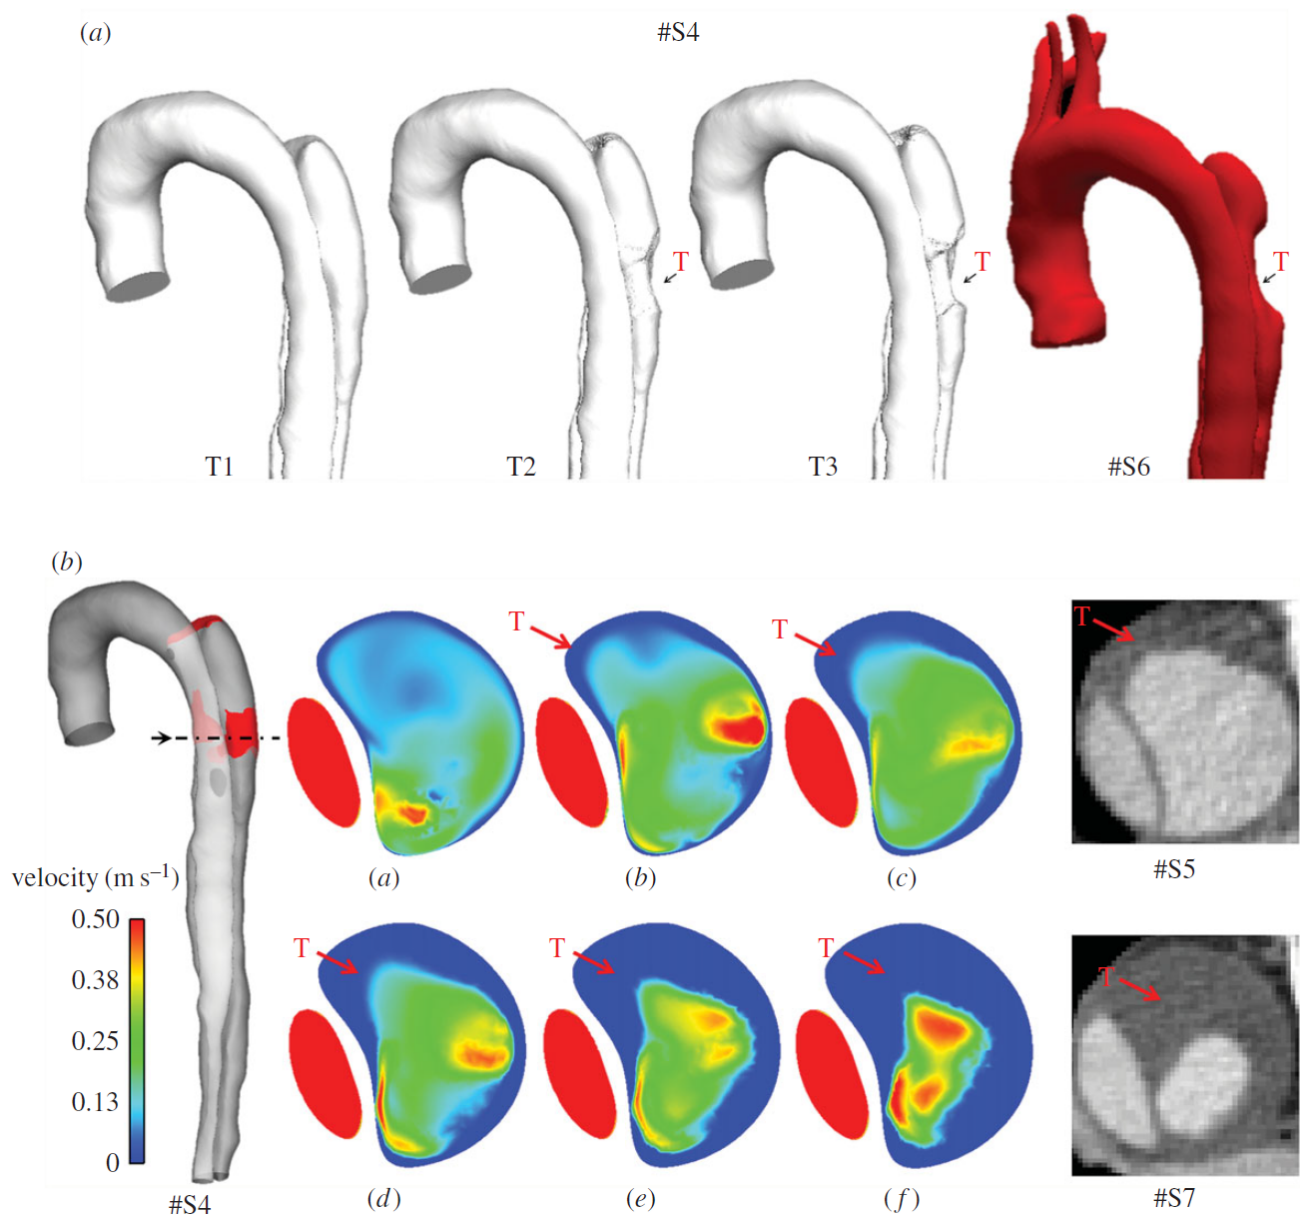 (a) #S4
T T T
T1 T2 T3 #S6
(b)
T T T
(a) (b) (c) #S5
velocity (m s–1)
0.50
0.38
0.25
0.13
0
T T T T
(d) (e) (f) #S7
#S4